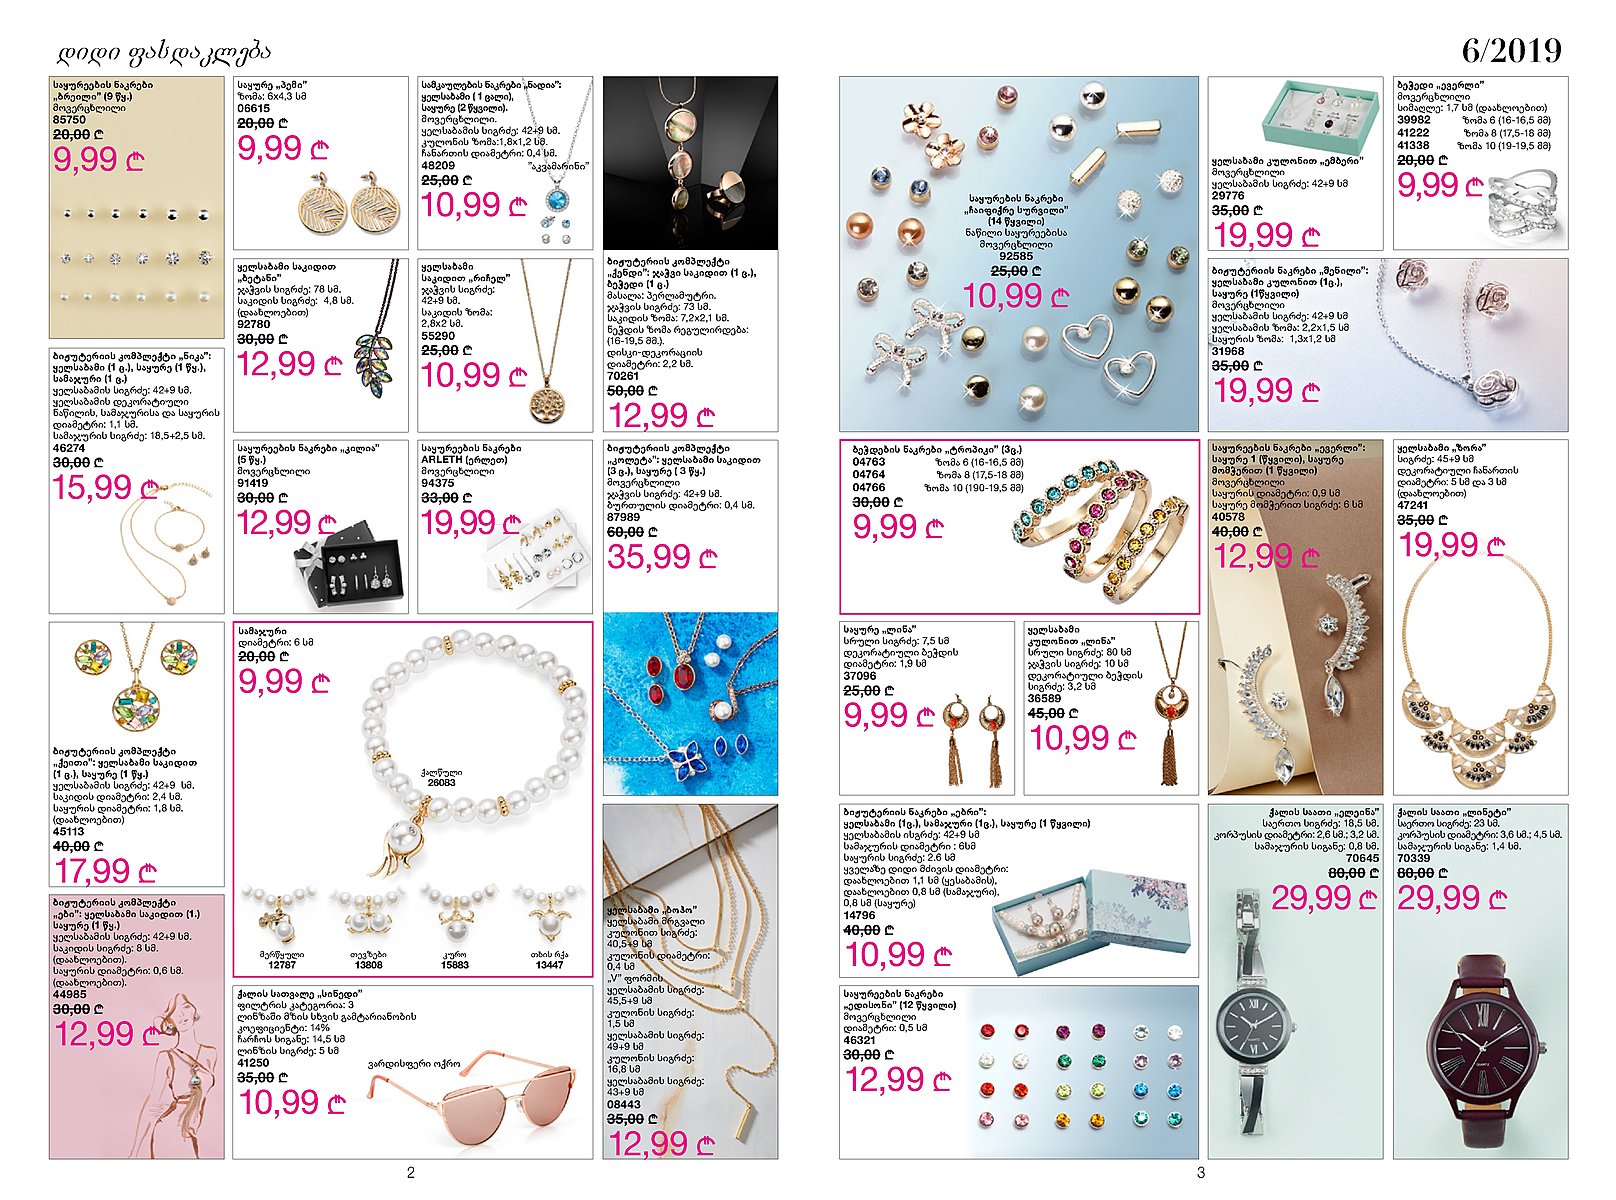 დიდი ფასდაკლება
6/2019
საყურეების ნაკრები
„ბრეილი” (9 წყ.)
მოვერცხლილი
85750
20,00 ₾
9,99 ₾
საყურე „პემი”
ზომა: 6x4,3 სმ
06615
20,00 ₾
9,99 ₾
სამკაულების ნაკრები „ნადია”:
ყელსაბამი ( 1 ცალი),
საყურე (2 წყვილი).
მოვერცხლილი.
ყელსაბამის სიგრძე: 42+9 სმ.
კულონის ზომა:1,8x1,2 სმ.
ჩანართის დიამეტრი: 0,4 სმ.
48209
”აკვამარინი”
25,00 ₾
10,99 ₾
ყელსაბამი საკიდით
„ბეტანი”
ჯაჭვის სიგრძე: 78 სმ.
საკიდის სიგრძე: 4,8 სმ.
(დაახლოებით)
92780
30,00 ₾
12,99 ₾
ყელსაბამი
საკიდით „რიჩელ”
ჯაჭვის სიგრძე:
42+9 სმ.
საკიდის ზომა:
2,8x2 სმ.
55290
25,00 ₾
10,99 ₾
ბიჟუტერიის კომპლექტი
„ქენდი”: ჯაჭვი საკიდით (1 ც.),
ბეჭედი (1 ც.)
მასალა: პერლამუტრი.
ჯაჭვის სიგრძე: 73 სმ.
საკიდის ზომა: 7,2x2,1 სმ.
ბეჭდის ზომა რეგულირდება:
(16-19,5 მმ.).
დისკი-დეკორაციის
დიამეტრი: 2,2 სმ.
70261
50,00 ₾
12,99 ₾
ბიჟუტერიის კომპლექტი „ნიკა”:
ყელსაბამი (1 ც.), საყურე (1 წყ.),
სამაჯური (1 ც.)
ყელსაბამის სიგრძე: 42+9 სმ.
ყელსაბამის დეკორატიული
ნაწილის, სამაჯურისა და საყურის
დიამეტრი: 1,1 სმ.
სამაჯურის სიგრძე: 18,5+2,5 სმ.
46274
30,00 ₾
15,99 ₾
საყურეების ნაკრები „კილია”
(5 წყ.)
მოვერცხლილი
91419
30,00 ₾
12,99 ₾
საყურეების ნაკრები
ARLETH (ერლეთ)
მოვერცხლილი
94375
33,00 ₾
19,99 ₾
ბიჟუტერიის კომპლექტი
„კოლეტა”: ყელსაბამი საკიდით
(3 ც.), საყურე ( 3 წყ.)
მოვერცხლილი
ჯაჭვის სიგრძე: 42+9 სმ.
ბურთულის დიამეტრი: 0,4 სმ.
87989
60,00 ₾
35,99 ₾
ბიჟუტერიის კომპლექტი
„ქეითი”: ყელსაბამი საკიდით
(1 ც.), საყურე (1 წყ.)
ყელსაბამის სიგრძე: 42+9 სმ.
საკიდის დიამეტრი: 2,4 სმ.
საყურის დიამეტრი: 1,8 სმ.
(დაახლოებით)
45113
40,00 ₾
17,99 ₾
სამაჯური
დიამეტრი: 6 სმ
20,00 ₾
9,99 ₾
ქალწული
26083
მერწყული
12787
თევზები
13808
კურო
15883
თხის რქა
13447
ბიჟუტერიის კომპლექტი
„ები”: ყელსაბამი საკიდით (1.)
საყურე (1 წყ.)
ყელსაბამის სიგრძე: 42+9 სმ.
საკიდის სიგრძე: 8 სმ.
(დაახლოებით).
საყურის დიამეტრი: 0,6 სმ.
(დაახლოებით).
44985
30,00 ₾
12,99 ₾
ქალის სათვალე „სინედი”
ფილტრის კატეგორია: 3
ლინზაში მზის სხვის გამტარიანობის
კოეფიციენტი: 14%
ჩარჩოს სიგანე: 14,5 სმ
ლინზის სიგრძე: 5 სმ
41250
ვარდისფერი ოქრო
35,00 ₾
10,99 ₾
ყელსაბამი „ბოჰო”
ყელსაბამი მრგვალი
კულონით სიგრძე:
40,5+9 სმ
კულონის დიამეტრი:
0,4 სმ
„V” ფორმის
ყელსაბამის სიგრძე:
45,5+9 სმ
კულონის სიგრძე:
1,5 სმ
ყელსაბამის სიგრძე:
49+9 სმ
კულონის სიგრძე:
16,8 სმ
ყელსაბამის სიგრძე:
43+9 სმ
08443
35,00 ₾
12,99 ₾
2
საყურეების ნაკრები
„ჩაიფიქრე სურვილი”
(14 წყვილი)
ნაწილი საყურეებისა
მოვერცხლილი
92585
25,00 ₾
10,99 ₾
ყელსაბამი კულონით „ემბერი”
მოვერცხლილი
ყელსაბამის სიგრძე: 42+9 სმ
29776
35,00 ₾
19,99 ₾
ბეჭედი „ევერლი”
მოვერცხლილი
სიმაღლე: 1,7 სმ (დაახლოებით)
39982 ზომა 6 (16-16,5 მმ)
41222 ზომა 8 (17,5-18 მმ)
41338 ზომა 10 (19-19,5 მმ)
20,00 ₾
9,99 ₾
ბიჟუტერიის ნაკრები „შენილი”:
ყელსაბამი კულონით (1ც.),
საყურე (1წყვილი)
მოვერცხლილი
ყელსაბამის სიგრძე: 42+9 სმ
ყელსაბამის ზომა: 2,2x1,5 სმ
საყურის ზომა: 1,3x1,2 სმ
31968
35,00 ₾
19,99 ₾
ბეჭდების ნაკრები „ტროპიკი” (3ც.)
04763 ზომა 6 (16-16,5 მმ)
04764 ზომა 8 (17,5-18 მმ)
04766 ზომა 10 (190-19,5 მმ)
30,00 ₾
9,99 ₾
საყურეების ნაკრები „ევერლი”:
საყურე 1 (წყვილი), საყურე
მომჭერით (1 წყვილი)
მოვერცხლილი
საყურის დიამეტრი: 0,9 სმ
საყურე მომჭერით სიგრძე: 6 სმ
40578
40,00 ₾
12,99 ₾
ყელსაბამი „ზორა”
სიგრძე: 45+9 სმ
დეკორატიული ჩანართის
დიამეტრი: 5 სმ და 3 სმ
(დაახლოებით)
47241
35,00 ₾
19,99 ₾
საყურე „ლინა”
სრული სიგრძე: 7,5 სმ
დეკორატიული ბეჭდის
დიამეტრი: 1,9 სმ
37096
25,00 ₾
9,99 ₾
ყელსაბამი
კულონით „ლინა”
სრული სიგრძე: 80 სმ
ჯაჭვის სიგრძე: 10 სმ
დეკორატიული ბეჭდის
სიგრძე: 3,2 სმ
36589
45,00 ₾
10,99 ₾
ბიჟუტერიის ნაკრები „ებრი”:
ყელსაბამი (1ც.), სამაჯური (1ც.), საყურე (1 წყვილი)
ყელსაბამის ისგრძე: 42+9 სმ
სამაჯურის დიამეტრი : 6სმ
საყურის სიგრძე: 2.6 სმ
ყველაზე დიდი მძივის დიამეტრი:
დაახლოებით 1,1 სმ (ყესაბამის),
დაახლოებით 0,8 სმ (სამაჯური),
0,8 სმ (საყურე)
14796
40,00 ₾
10,99 ₾
საყურეების ნაკრები
„ედისონი” (12 წყვილი)
მოვერცხლილი
დიამეტრი: 0,5 სმ
46321
30,00 ₾
12,99 ₾
ქალის საათი „ელეინა”
საერთო სიგრძე: 18,5 სმ.
კორპუსის დიამეტრი: 2,6 სმ.; 3,2 სმ.
სამაჯურის სიგანე: 0,8 სმ.
70645
80,00 ₾
29,99 ₾
ქალის საათი „ლინეტი”
საერთო სიგრძე: 23 სმ.
კორპუსის დიამეტრი: 3,6 სმ.; 4,5 სმ.
სამაჯურის სიგანე: 1,4 სმ.
70339
80,00 ₾
29,99 ₾
3